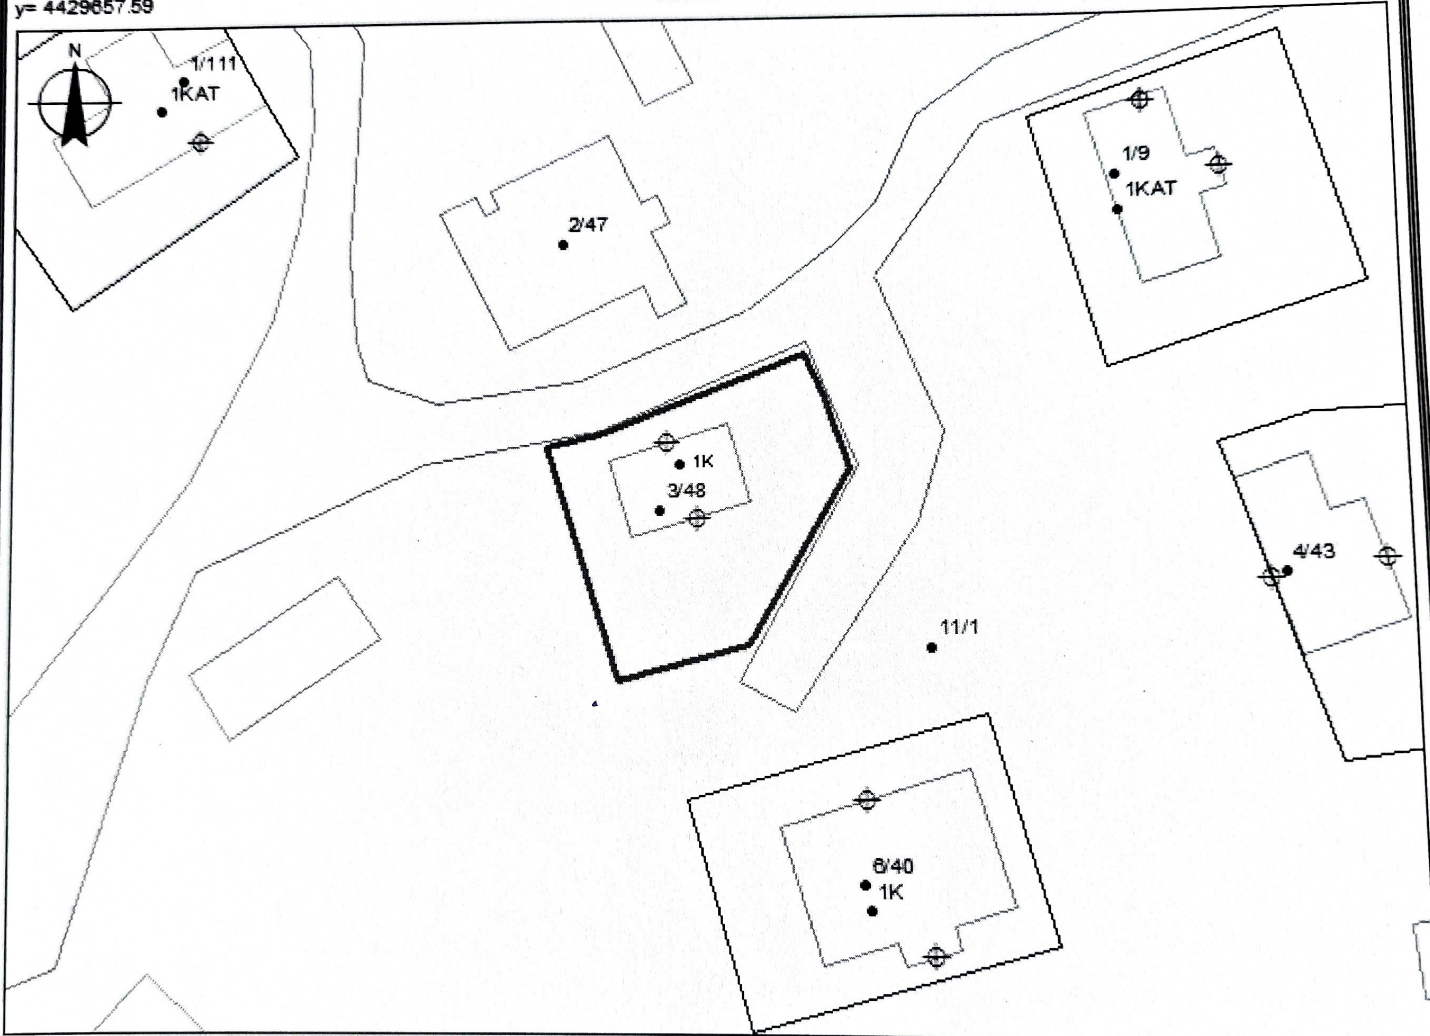 y= 4429657.59
N
1/111
1KAT
2/47
1/9
1KAT
1K
3/48
4/43
11/1
6/40
1K